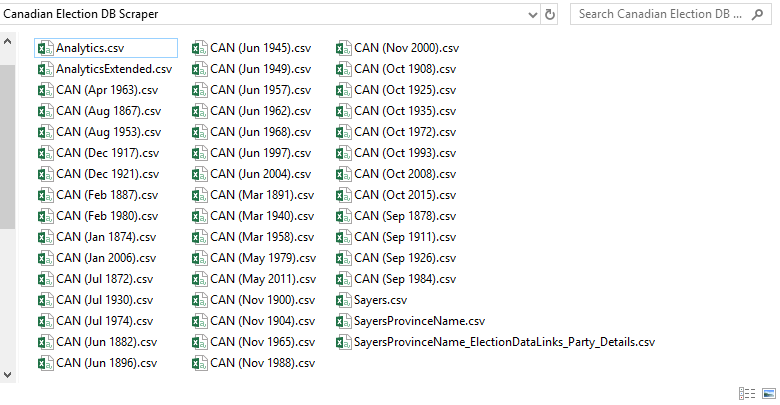 Canadian Election DB Scraper
Search Canadian Election DB ...
Analytics.csv
AnalyticsExtended.csv
CAN (Apr 1963).csv
CAN (Aug 1867).csv
CAN (Aug 1953).csv
CAN (Dec 1917).csv
CAN (Dec 1921).csv
CAN (Feb 1887).csv
CAN (Feb 1980).csv
CAN (Jan 1874).csv
CAN (Jan 2006).csv
CAN (Jul 1872).csv
CAN (Jul 1930).csv
CAN (Jul 1974).csv
CAN (Jun 1882).csv
CAN (Jun 1896).csv
CAN (Jun 1945).csv
CAN (Jun 1949).csv
CAN (Jun 1957).csv
CAN (Jun 1962).csv
CAN (Jun 1968).csv
CAN (Jun 1997).csv
CAN (Jun 2004).csv
CAN (Mar 1891).csv
CAN (Mar 1940).csv
CAN (Mar 1958).csv
CAN (May 1979).csv
CAN (May 2011).csv
CAN (Nov 1900).csv
CAN (Nov 1904).csv
CAN (Nov 1965).csv
CAN (Nov 1988).csv
CAN (Nov 2000).csv
CAN (Oct 1908).csv
CAN (Oct 1925).csv
CAN (Oct 1935).csv
CAN (Oct 1972).csv
CAN (Oct 1993).csv
CAN (Oct 2008).csv
CAN (Oct 2015).csv
CAN (Sep 1878).csv
CAN (Sep 1911).csv
CAN (Sep 1926).csv
CAN (Sep 1984).csv
Sayers.csv
SayersProvinceName.csv
SayersProvinceName_ElectionDataLinks_Party_Details.csv